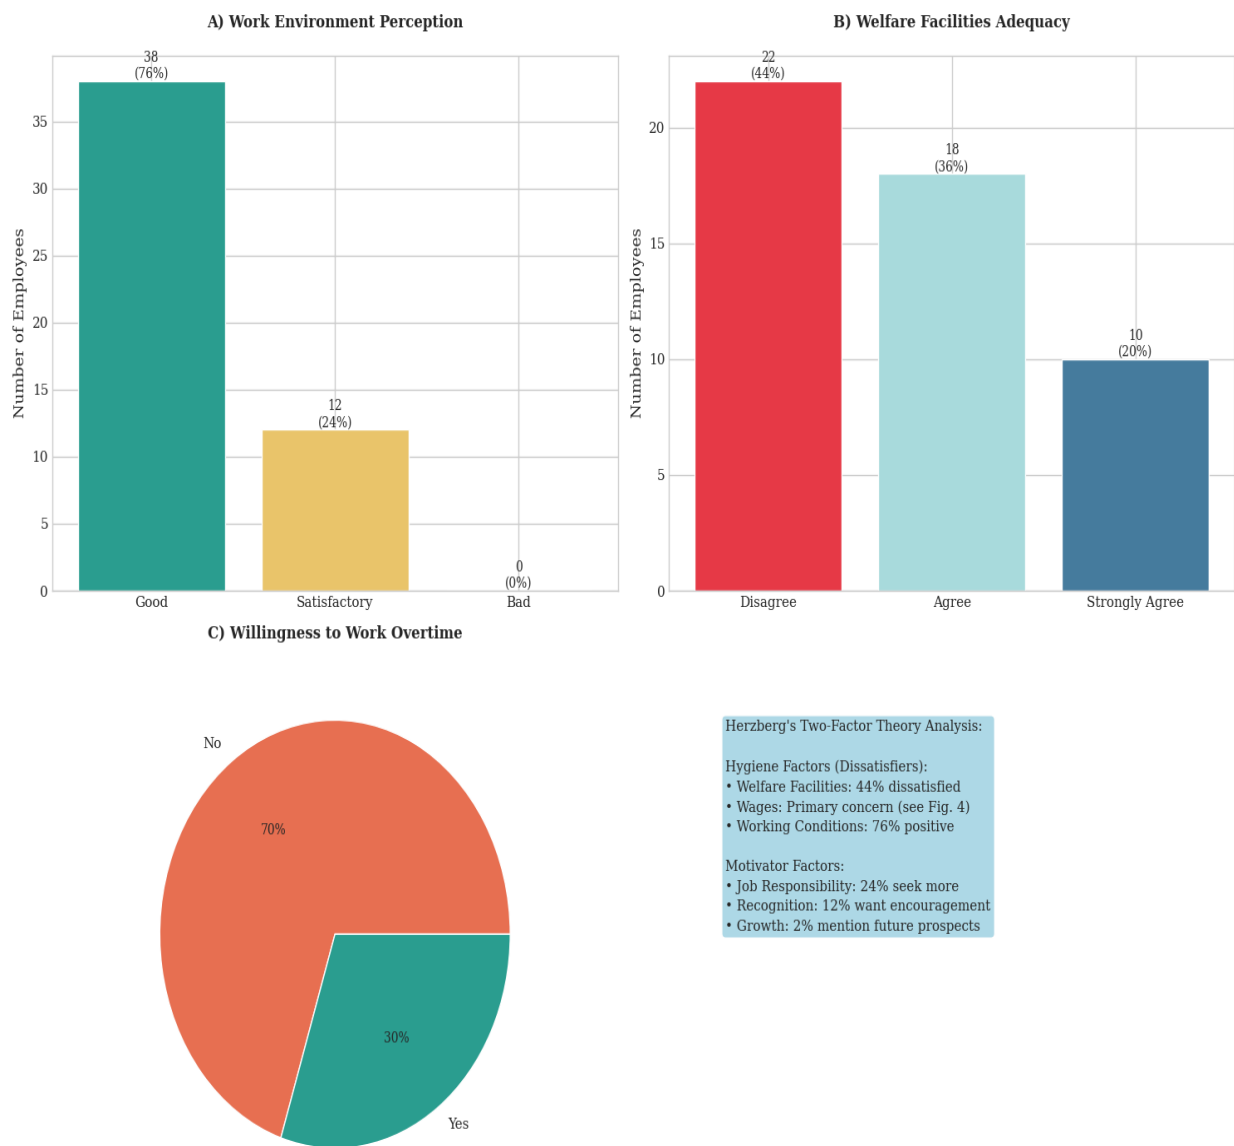 A) Work Environment Perception
Number of Employees
35
30
25
20
15
10
5
0
38
(76%)
12
(24%)
0
(0%)
Good
Satisfactory
Bad
B) Welfare Facilities Adequacy
Number of Employees
20
15
10
5
0
22
(44%)
18
(36%)
10
(20%)
Disagree
Agree
Strongly Agree
C) Willingness to Work Overtime
No
70%
30%
Yes
Herzberg's Two-Factor Theory Analysis:
Hygiene Factors (Dissatisfiers):
• Welfare Facilities: 44% dissatisfied
• Wages: Primary concern (see Fig. 4)
• Working Conditions: 76% positive
Motivator Factors:
• Job Responsibility: 24% seek more
• Recognition: 12% want encouragement
• Growth: 2% mention future prospects